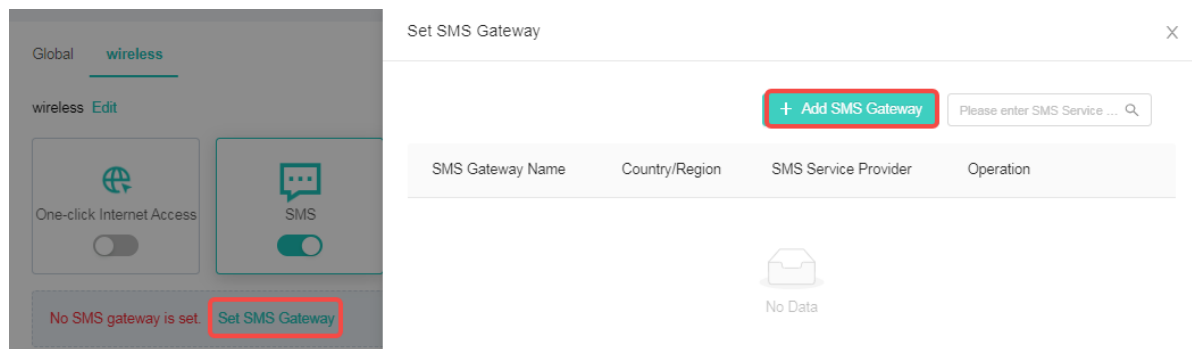 Global wireless
wireless Edit
One-click Internet Access
SMS
No SMS gateway is set. Set SMS Gateway
Set SMS Gateway
+ Add SMS Gateway
Please enter SMS Service ...
SMS Gateway Name Country/Region SMS Service Provider Operation
No Data